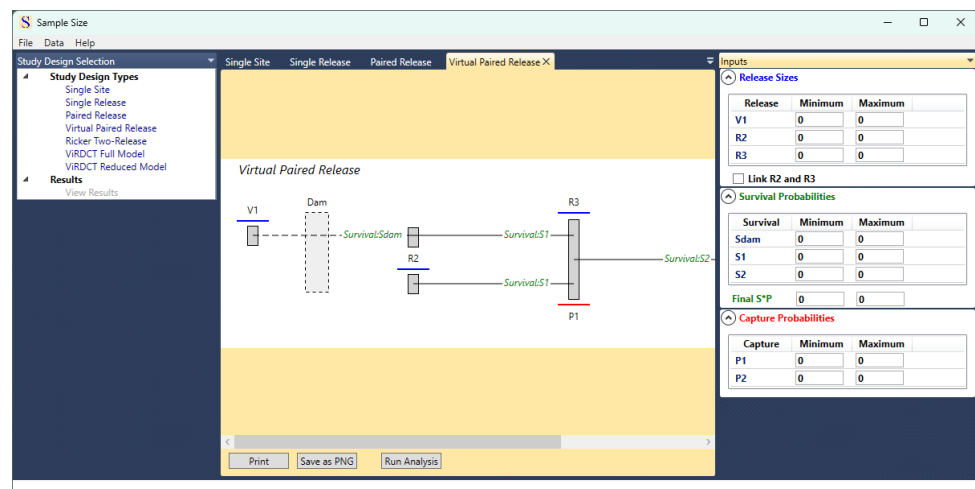 Sample Size
File Data Help
Study Design Selection
Study Design Types
Single Site
Single Release
Paired Release
Virtual Paired Release
Ricker Two-Release
ViRDCT Full Model
ViRDCT Reduced Model
Results
View Results
Single Site Single Release Paired Release Virtual Paired Release X
Virtual Paired Release
V1 Dam R3
Survival:Sdam Survival:S1
R2 Survival:S2
Survival:S1
P1
Print Save as PNG Run Analysis
Inputs
Release Sizes
Release Minimum Maximum
V1 0 0
R2 0 0
R3 0 0
Link R2 and R3
Survival Probabilities
Survival Minimum Maximum
Sdam 0 0
S1 0 0
S2 0 0
Final S*P 0 0
Capture Probabilities
Capture Minimum Maximum
P1 0 0
P2 0 0